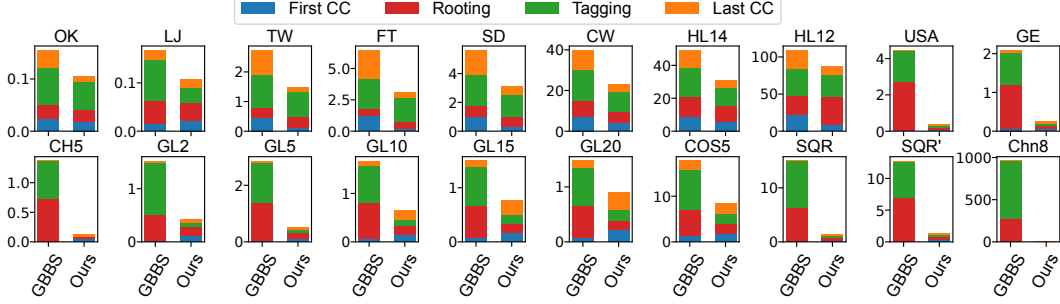 First CC Rooting Tagging Last CC
OK LJ TW FT SD CW HL14 HL12 USA GE
0.1 0.0
0.1 0.0
2 1 0
5.0 2.5 0.0
4 2 0
40 20 0
40 20 0
100 50 0
4 2 0
2 1 0
CH5 GL2 GL5 GL10 GL15 GL20 COS5 SQR SQR' Chn8
1.0 0.5 0.0
1 0
2 0
1 0
1 0
1 0
10 0
10 0
10 5 0
1000 500 0
GBBS Ours GBBS Ours GBBS Ours GBBS Ours GBBS Ours GBBS Ours GBBS Ours GBBS Ours GBBS Ours GBBS Ours